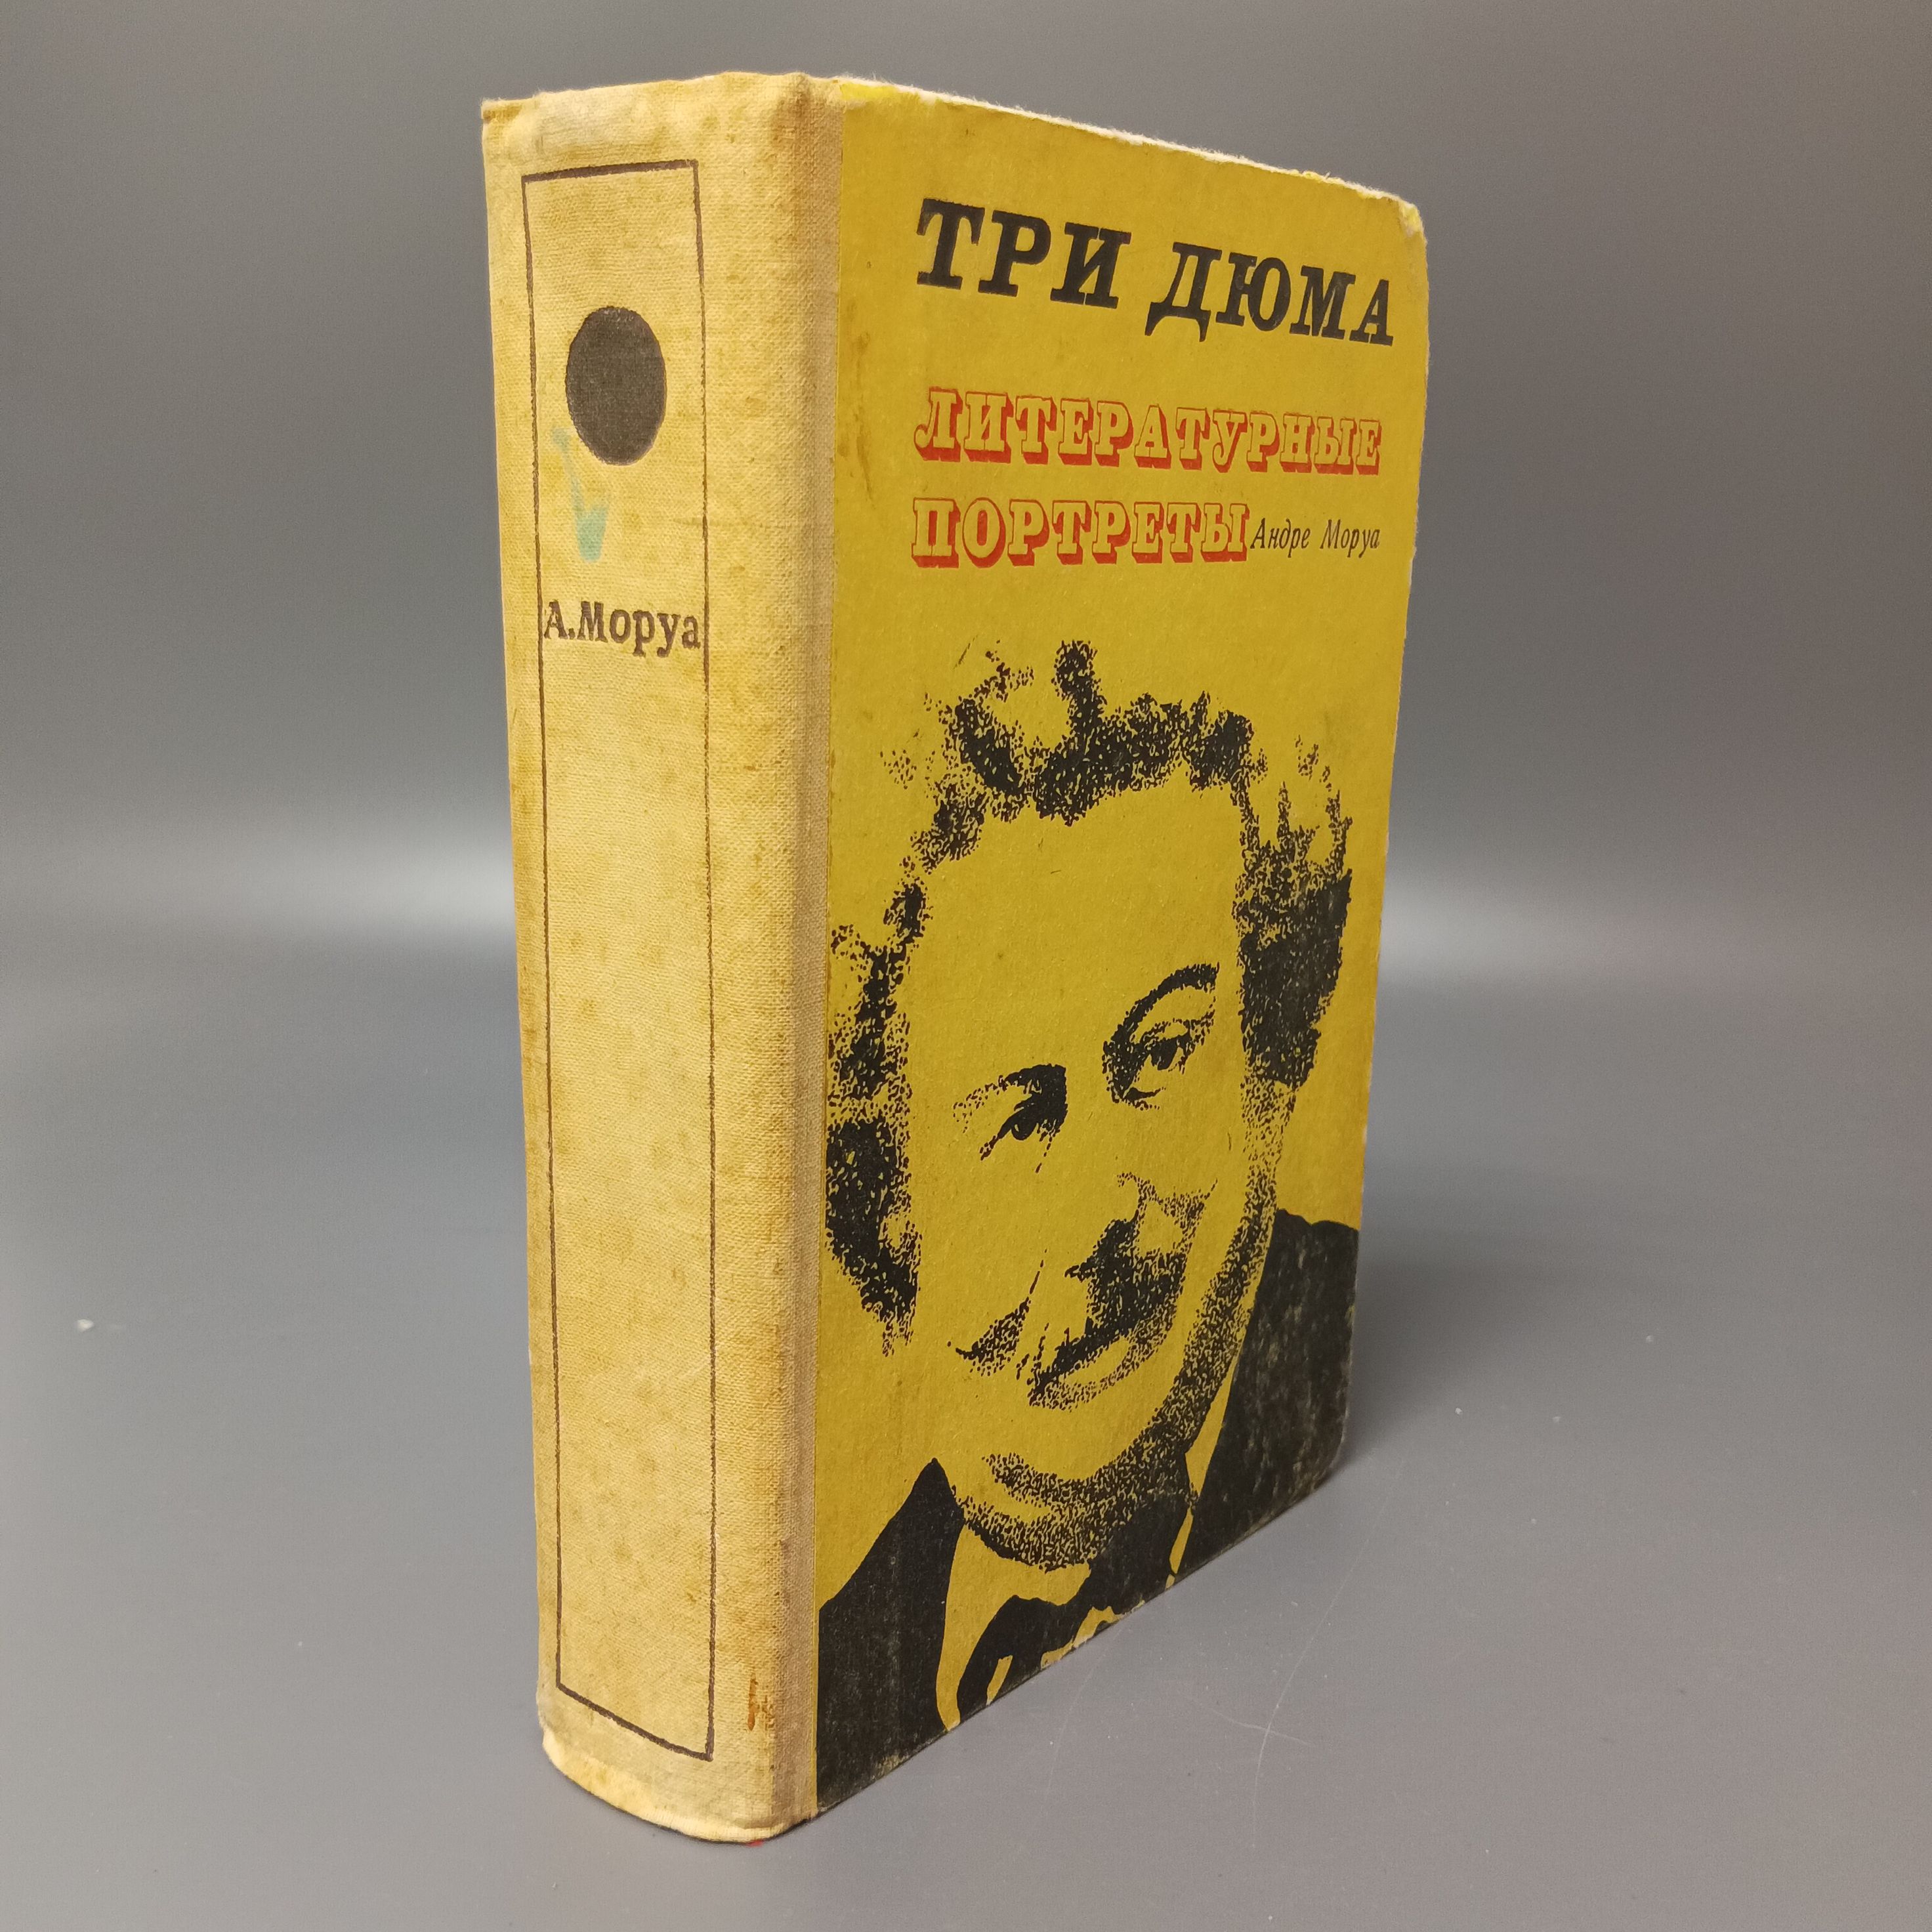 А.Моруа
ТРИ ДЮМА
ЛИТЕРАТУРНЫЕ
ПОРТРЕТЫ Андре Моруа